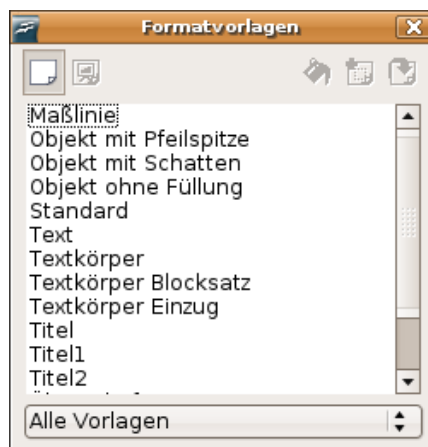 Formatvorlagen
Maßlinie
Objekt mit Pfeilspitze
Objekt mit Schatten
Objekt ohne Füllung
Standard
Text
Textkörper
Textkörper Blocksatz
Textkörper Einzug
Titel
Titel1
Titel2
Alle Vorlagen